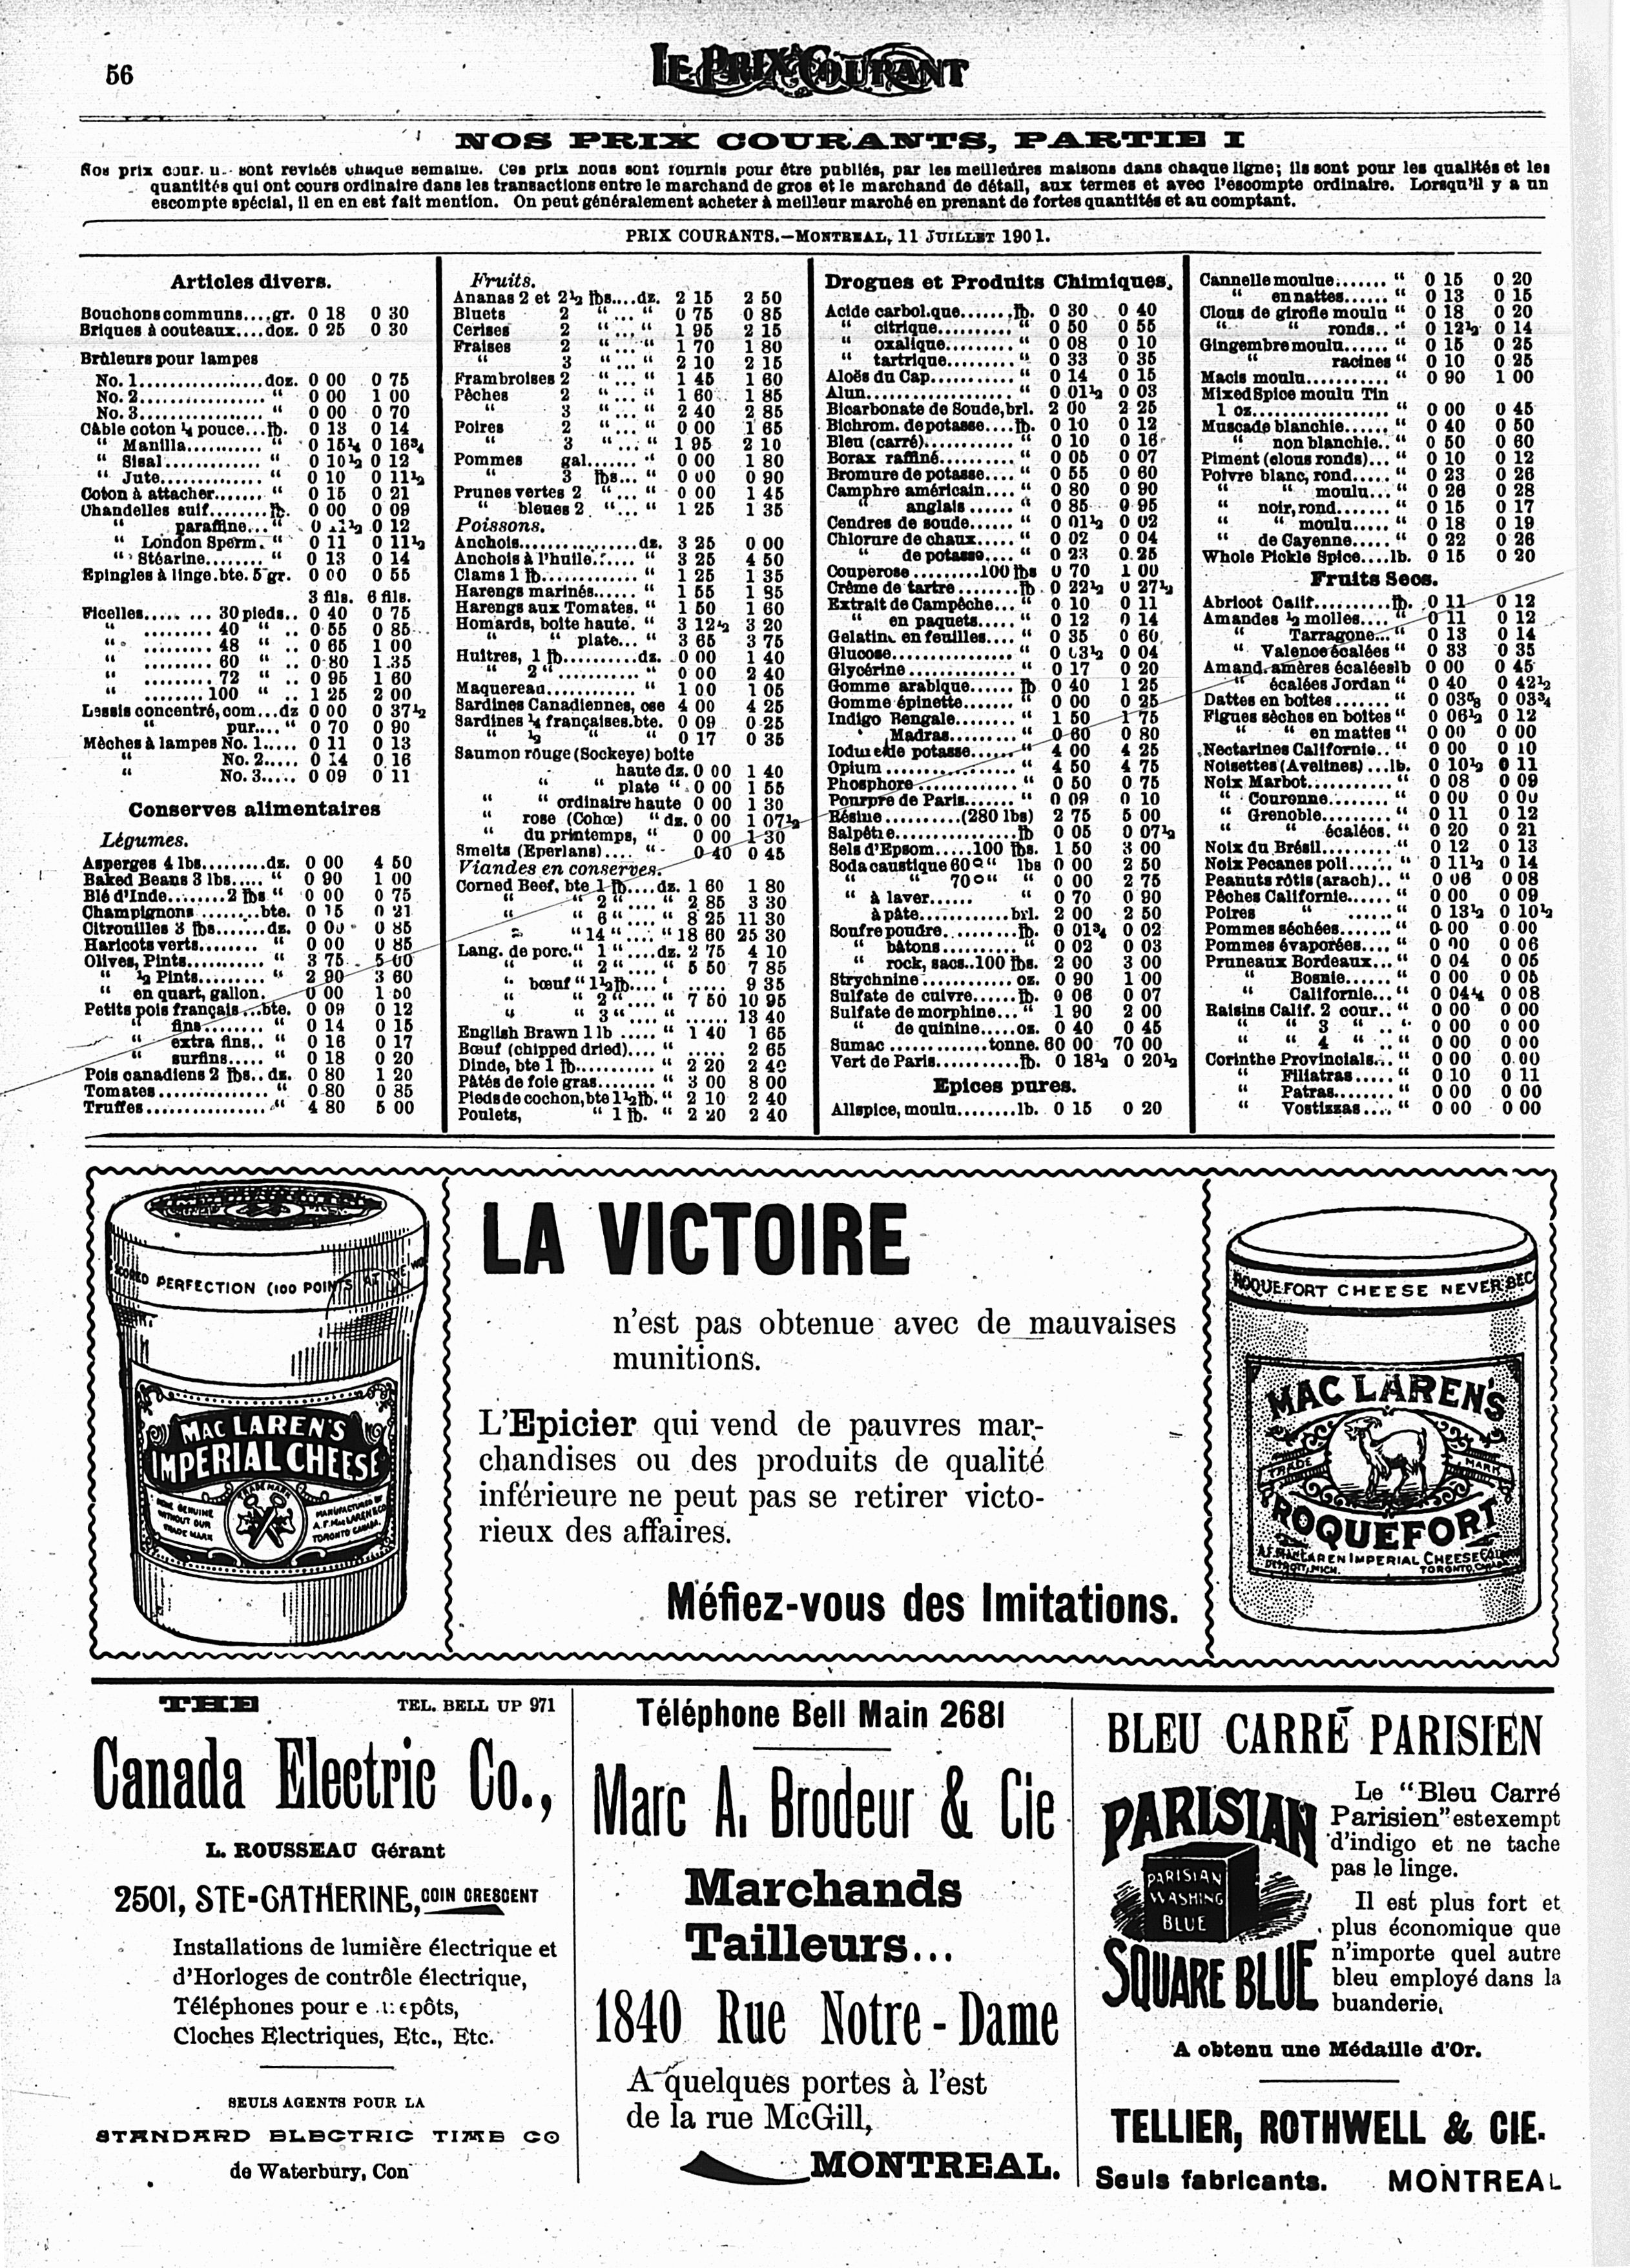 56
LE PRIX COURANT
NOS PRIX COURANTS, PARTIE I
Nos prix sont revisés chaque semaine. Ces prix nous sont fournis pour être publiés, par les meilleures maisons dans chaque ligne; ils sont pour les qualités et les
quantités qui ont cours ordinaire dans les transactions entre le marchand de gros et le marchand de détail, aux termes et avec l'escompte ordinaire. Lorsqu'il y a un
escompte spécial, il en en est fait mention. On peut généralement acheter à meilleur marché en prenant de fortes quantités et au comptant.
PRIX COURANTS.—MONTREAL, 11 JUILLET 1901.
Articles divers.
Bouchons communs....gr. 0 18 0 30
Briques à couteaux....doz. 0 25 0 30
Brûleurs pour lampes
No. 1................doz. 0 00 0 75
No. 2................ " 0 00 1 00
No. 3................ " 0 00 0 70
Câble coton ¼ pouce...lb. 0 13 0 14
" Manilla........... " 0 15¼ 0 16¾
" Sisal............. " 0 10½ 0 12
" Jute.............. " 0 10 0 11½
Coton à attacher....... " 0 15 0 21
Chandelles suif.......lb. 0 00 0 09
" paraffine... " 0 12
" London Sperm. " 0 11 0 11½
" Stéarine........ " 0 13 0 14
Epingles à linge.bte. 5 gr. 0 00 0 55
3 fils. 6 fils.
Ficelles......... 30 pieds.. 0 40 0 75
" ......... 40 " .. 0 55 0 85
" ......... 48 " .. 0 65 1 00
" ......... 60 " .. 0 80 1 35
" ......... 72 " .. 0 95 1 60
" ........100 " .. 1 25 2 00
Lessis concentré, com...dz 0 00 0 37½
" pur.... " 0 70 0 90
Mèches à lampes No. 1..... 0 11 0 13
" No. 2..... 0 14 0 16
" No. 3..... 0 09 0 11
Conserves alimentaires
Légumes.
Asperges 4 lbs.........dz. 0 00 4 50
Baked Beans 3 lbs..... " 0 90 1 00
Blé d'Inde.......2 lbs " 0 00 0 75
Champignons........bte. 0 15 0 21
Citrouilles 3 lbs.......dz. 0 00 0 85
Haricots verts........ " 0 00 0 85
Olives, Pints.......... " 3 75 5 00
" ½ Pints......... " 2 90 3 60
" en quart, gallon. " 0 00 1 50
Petits pois français...bte. 0 09 0 12
" fins........ " 0 14 0 15
" extra fins.. " 0 16 0 17
" surfins..... " 0 18 0 20
Pois canadiens 2 lbs.. dz. 0 80 1 20
Tomates............... " 0 80 0 85
Truffes................ " 4 80 5 00
Fruits.
Ananas 2 et 2½ lbs....dz. 2 15 2 50
Bluets 2 " ... " 0 75 0 85
Cerises 2 " ... " 1 95 2 15
Fraises 2 " ... " 1 70 1 80
" 3 " ... " 2 10 2 15
Frambroises 2 " ... " 1 45 1 60
Pêches 2 " ... " 1 60 1 85
" 3 " ... " 2 40 2 85
Poires 2 " ... " 0 00 1 65
" 3 " ... " 1 95 2 10
Pommes gal....... " 0 00 1 80
" 3 lbs... " 0 00 0 90
Prunes vertes 2 " ... " 0 00 1 45
" bleues 2 " ... " 1 25 1 35
Poissons.
Anchois................dz. 3 25 0 00
Anchois à l'huile....... " 3 25 4 50
Clams 1 lb............. " 1 25 1 35
Harengs marinés...... " 1 55 1 85
Harengs aux Tomates. " 1 50 1 60
Homards, boîte haute. " 3 12½ 3 20
" " plate... " 3 65 3 75
Huîtres, 1 lb..........dz. 0 00 1 40
" 2 "............ " 0 00 2 40
Maquereau............ " 1 00 1 05
Sardines Canadiennes, cse 4 00 4 25
Sardines ¼ françaises.bte. 0 09 0 25
" ½ " " 0 17 0 35
Saumon rouge (Sockeye) boîte
haute dz. 0 00 1 40
" " plate " 0 00 1 55
" " ordinaire haute 0 00 1 30
" rose (Cohœ) " dz. 0 00 1 07½
" du printemps, " 0 00 1 30
Smelts (Eperlans).... " 0 40 0 45
Viandes en conserves.
Corned Beef, bte 1 lb....dz. 1 60 1 80
" " 2 ".... " 2 85 3 30
" " 6 ".... " 8 25 11 30
" "14 ".... " 18 60 25 30
Lang. de porc. " 1 "....dz. 2 75 4 10
" " 2 ".... " 5 50 7 85
" bœuf " 1½lb.... " ..... 9 35
" " 2 ".... " 7 50 10 95
" " 3 ".... " ...... 13 40
English Brawn 1 lb ..... " 1 40 1 65
Bœuf (chipped dried).... " ..... 2 65
Dinde, bte 1 lb.......... " 2 20 2 40
Pâtés de foie gras........ " 3 00 8 00
Pieds de cochon, bte 1½lb. " 2 10 2 40
Poulets, " 1 lb. " 2 20 2 40
Drogues et Produits Chimiques.
Acide carbolique.......lb. 0 30 0 40
" citrique.......... " 0 50 0 55
" oxalique......... " 0 08 0 10
" tartrique......... " 0 33 0 35
Aloës du Cap........... " 0 14 0 15
Alun................... " 0 01½ 0 03
Bicarbonate de Soude, brl. 2 00 2 25
Bichrom. de potasse....lb. 0 10 0 12
Bleu (carré)............ " 0 10 0 16
Borax raffiné........... " 0 05 0 07
Bromure de potasse.... " 0 55 0 60
Camphre américain.... " 0 80 0 90
" anglais...... " 0 85 0 95
Cendres de soude...... " 0 01½ 0 02
Chlorure de chaux..... " 0 02 0 04
" de potasse.... " 0 23 0 25
Couperose .........100 lbs 0 70 1 00
Crême de tartre ........lb 0 22½ 0 27½
Extrait de Campêche... " 0 10 0 11
" en paquets..... " 0 12 0 14
Gelatine en feuilles.... " 0 35 0 60
Glucose................ " 0 03½ 0 04
Glycérine .............. " 0 17 0 20
Gomme arabique...... lb 0 40 1 25
Gomme épinette....... " 0 00 0 25
Indigo Bengale........ " 1 50 1 75
" Madras........ " 0 60 0 80
Iodure de potasse...... " 4 00 4 25
Opium ................. " 4 50 4 75
Phosphore ............. " 0 50 0 75
Pourpre de Paris....... " 0 09 0 10
Résine ..........(280 lbs) 2 75 5 00
Salpêtre................lb 0 05 0 07½
Sels d'Epsom.....100 lbs. 1 50 3 00
Soda caustique 60° " lbs 0 00 2 50
" " 70° " " 0 00 2 75
" à laver...... " 0 70 0 90
" à pâte...........brl. 2 00 2 50
Soufre poudre..........lb. 0 01¾ 0 02
" bâtons.......... " 0 02 0 03
" rock, sacs..100 lbs. 2 00 3 00
Strychnine ............oz. 0 90 1 00
Sulfate de cuivre......lb. 0 06 0 07
Sulfate de morphine... " 1 90 2 00
" de quinine.....oz. 0 40 0 45
Sumac .............tonne. 60 00 70 00
Vert de Paris..........lb. 0 18½ 0 20½
Epices pures.
Allspice, moulu........lb. 0 15 0 20
Cannelle moulue....... " 0 15 0 20
" en nattes...... " 0 13 0 15
Clous de girofle moulu " 0 18 0 20
" " ronds.. " 0 12½ 0 14
Gingembre moulu...... " 0 15 0 25
" racines " 0 10 0 25
Macis moulu........... " 0 90 1 00
Mixed Spice moulu Tin
1 oz.................. " 0 00 0 45
Muscade blanchie..... " 0 40 0 50
" non blanchie.. " 0 50 0 60
Piment (clous ronds)... " 0 10 0 12
Poivre blanc, rond..... " 0 23 0 26
" " moulu... " 0 26 0 28
" noir, rond....... " 0 15 0 17
" " moulu..... " 0 18 0 19
" de Cayenne..... " 0 22 0 26
Whole Pickle Spice....lb. 0 15 0 20
Fruits Secs.
Abricot Calif..........lb. 0 11 0 12
Amandes ½ molles.... " 0 11 0 12
" Tarragone... " 0 13 0 14
" Valence écalées " 0 33 0 35
Amand. amères écalées lb 0 00 0 45
" écalées Jordan " 0 40 0 42½
Dattes en boîtes ....... " 0 03⅝ 0 03¾
Figues sèches en boîtes " 0 06½ 0 12
" " en mattes " 0 00 0 00
Nectarines Californie.. " 0 00 0 10
Noisettes (Avelines) ...lb. 0 10½ 0 11
Noix Marbot........... " 0 08 0 09
" Couronne........ " 0 00 0 00
" Grenoble........ " 0 11 0 12
" " écalées. " 0 20 0 21
Noix du Brésil......... " 0 12 0 13
Noix Pecanes poli..... " 0 11½ 0 14
Peanuts rôtis (arach).. " 0 06 0 08
Pêches Californie...... " 0 00 0 09
Poires " ...... " 0 13½ 0 10½
Pommes séchées....... " 0 00 0 00
Pommes évaporées.... " 0 00 0 06
Pruneaux Bordeaux... " 0 04 0 05
" Bosnie...... " 0 00 0 05
" Californie... " 0 04¼ 0 08
Raisins Calif. 2 cour.. " 0 00 0 00
" " 3 " .. " 0 00 0 00
" " 4 " .. " 0 00 0 00
Corinthe Provincials... " 0 00 0 00
" Filiatras..... " 0 10 0 11
" Patras........ " 0 00 0 00
" Vostizzas.... " 0 00 0 00
SCORED PERFECTION (100 POINTS) AT THE WO
MAC LAREN'S
IMPERIAL CHEESE
NONE GENUINE
WITHOUT OUR
TRADE MARK
TRADE MARK
MANUFACTURED BY
A. F. MacLAREN & CO.
TORONTO CANADA.
LA VICTOIRE
n'est pas obtenue avec de mauvaises
munitions.
L'Epicier qui vend de pauvres mar-
chandises ou des produits de qualité
inférieure ne peut pas se retirer victo-
rieux des affaires.
Méfiez-vous des Imitations.
ROQUEFORT CHEESE NEVER BEC
MAC LAREN'S
TRADE MARK
ROQUEFORT
A.F. MacLAREN IMPERIAL CHEESE CO
DETROIT, MICH. TORONTO, CANADA
THE TEL. BELL UP 971
Canada Electric Co.,
L. ROUSSEAU Gérant
2501, STE-CATHERINE, COIN CRESCENT
Installations de lumière électrique et
d'Horloges de contrôle électrique,
Téléphones pour
Cloches Electriques, Etc., Etc.
SEULS AGENTS POUR LA
STANDARD ELECTRIC TIME CO
de Waterbury, Con
Téléphone Bell Main 2681
Marc A. Brodeur & Cie
Marchands
Tailleurs...
1840 Rue Notre-Dame
A quelques portes à l'est
de la rue McGill,
MONTREAL.
BLEU CARRÉ PARISIEN
PARISIAN
PARISIAN
WASHING
BLUE
SQUARE BLUE
Le "Bleu Carré
Parisien" est exempt
d'indigo et ne tache
pas le linge.
Il est plus fort et
plus économique que
n'importe quel autre
bleu employé dans la
buanderie.
A obtenu une Médaille d'Or.
TELLIER, ROTHWELL & CIE.
Seuls fabricants. MONTREAL